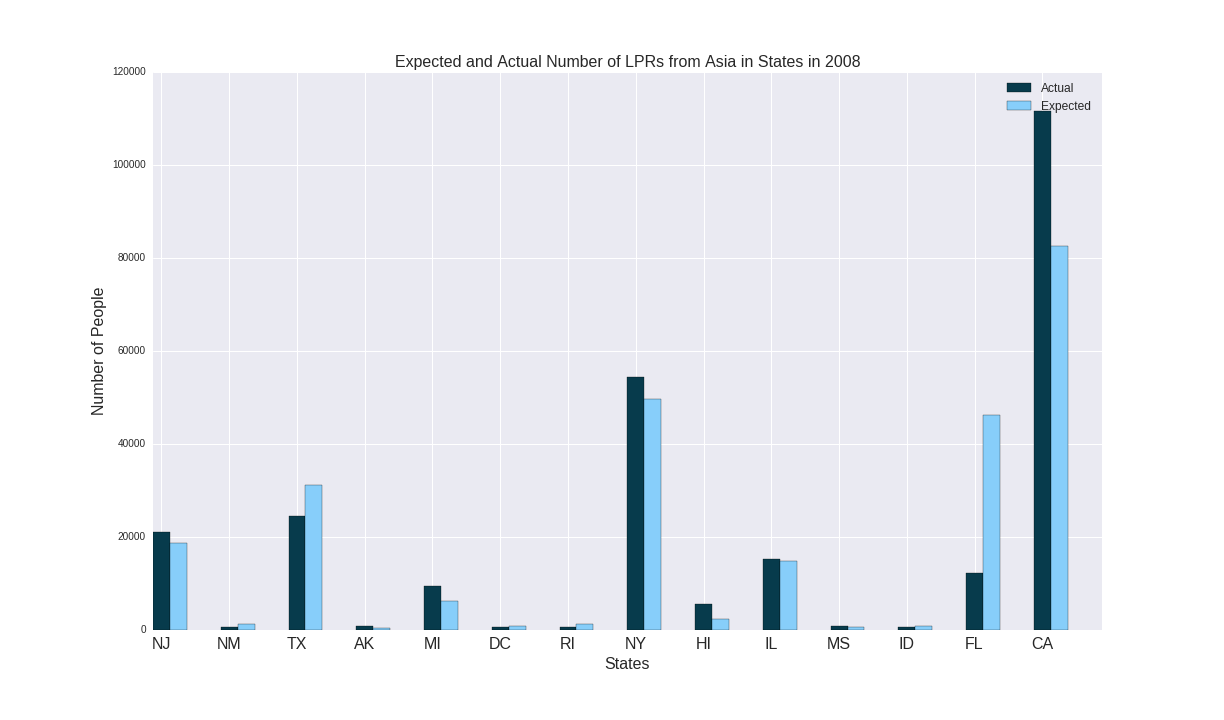 Expected and Actual Number of LPRs from Asia in States in 2008
120000
Actual
Expected
100000
80000
60000
40000
20000
0
Number of People
NJ NM TX AK MI DC RI NY HI IL MS ID FL CA
States